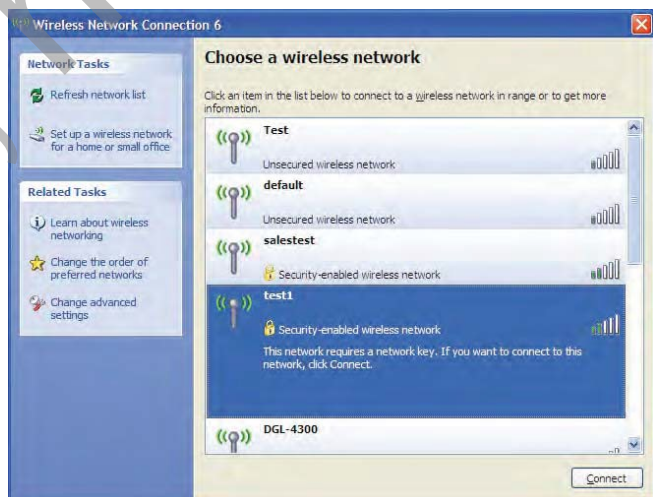 Wireless Network Connection 6
Network Tasks
Refresh network list
Set up a wireless network
for a home or small office
Related Tasks
Learn about wireless
networking
Change the order of
preferred networks
Change advanced
settings
Choose a wireless network
Click an item in the list below to connect to a wireless network in range or to get more
information.
Test
Unsecured wireless network
default
Unsecured wireless network
salestest
Security-enabled wireless network
test1
Security-enabled wireless network
This network requires a network key. If you want to connect to this
network, click Connect.
DGL-4300
Connect